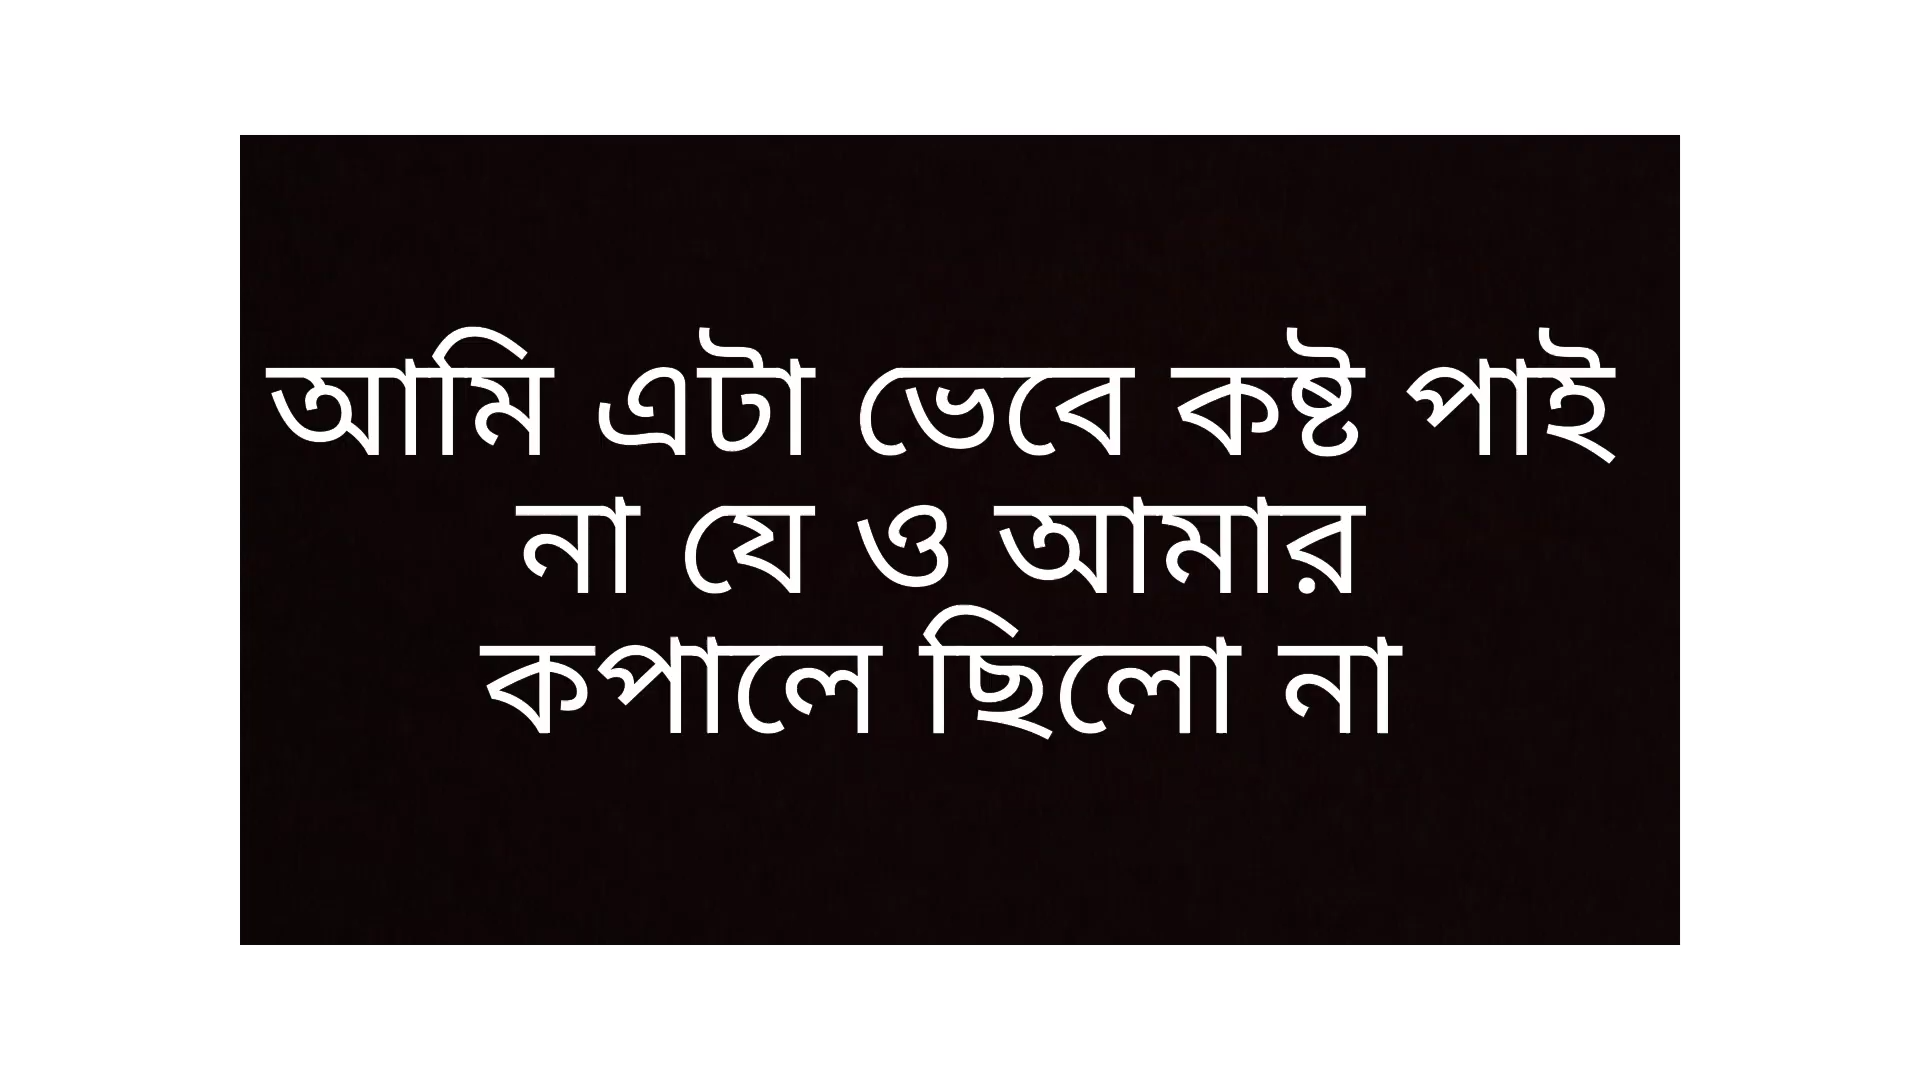 আমি এটা ভেবে কষ্ট পাই
না যে ও আমার
কপালে ছিলো না